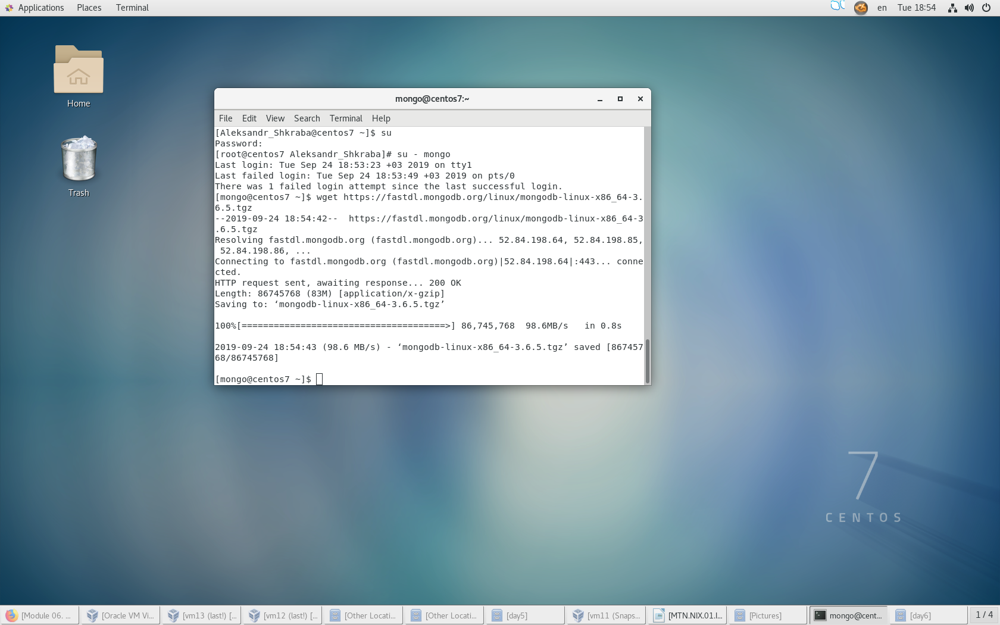 Applications Places Terminal en Tue 18:54
Home
Trash
mongo@centos7:~
File Edit View Search Terminal Help
[Aleksandr_Shkraba@centos7 ~]$ su
Password:
[root@centos7 Aleksandr_Shkraba]# su - mongo
Last login: Tue Sep 24 18:53:23 +03 2019 on tty1
Last failed login: Tue Sep 24 18:53:49 +03 2019 on pts/0
There was 1 failed login attempt since the last successful login.
[mongo@centos7 ~]$ wget https://fastdl.mongodb.org/linux/mongodb-linux-x86_64-3.
6.5.tgz
--2019-09-24 18:54:42--  https://fastdl.mongodb.org/linux/mongodb-linux-x86_64-3
.6.5.tgz
Resolving fastdl.mongodb.org (fastdl.mongodb.org)... 52.84.198.64, 52.84.198.85,
 52.84.198.86, ...
Connecting to fastdl.mongodb.org (fastdl.mongodb.org)|52.84.198.64|:443... conne
cted.
HTTP request sent, awaiting response... 200 OK
Length: 86745768 (83M) [application/x-gzip]
Saving to: ‘mongodb-linux-x86_64-3.6.5.tgz’
100%[======================================>] 86,745,768  98.6MB/s   in 0.8s
2019-09-24 18:54:43 (98.6 MB/s) - ‘mongodb-linux-x86_64-3.6.5.tgz’ saved [867457
68/86745768]
[mongo@centos7 ~]$
7
CENTOS
[Module 06. ... [Oracle VM Vi... [vm13 (last!) [... [vm12 (last!) [... [Other Locati... [Other Locati... [day5] [vm11 (Snaps... [MTN.NIX.01.l... [Pictures] mongo@cent... [day6] 1 / 4